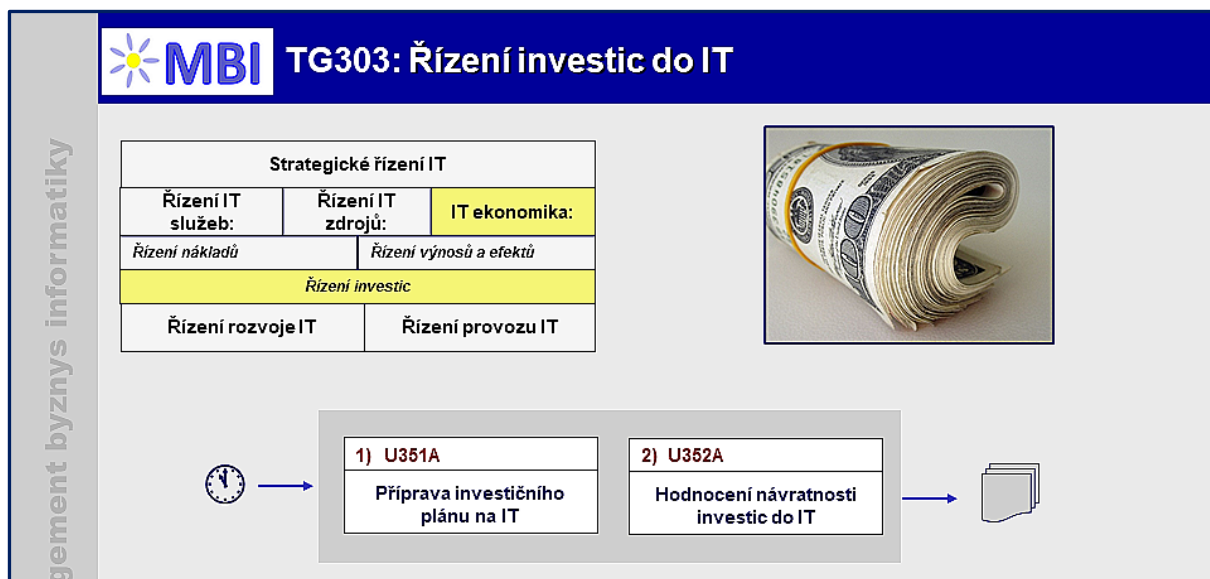 MBI
TG303: Řízení investic do IT
gement byznys informatiky
Strategické řízení IT
Řízení IT
služeb:
Řízení IT
zdrojů:
IT ekonomika:
Řízení nákladů
Řízení výnosů a efektů
Řízení investic
Řízení rozvoje IT
Řízení provozu IT
1) U351A
Příprava investičního
plánu na IT
2) U352A
Hodnocení návratnosti
investic do IT